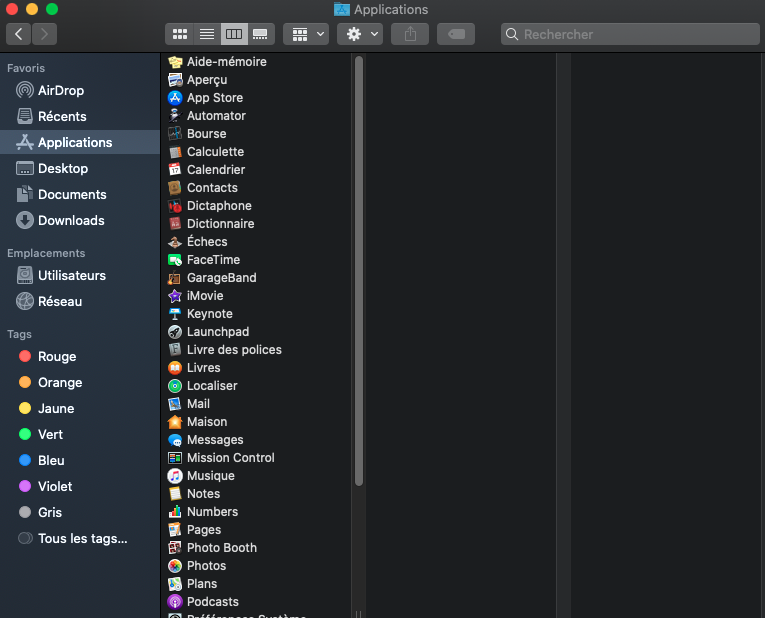 Applications
Rechercher
Favoris
AirDrop
Récents
Applications
Desktop
Documents
Downloads
Emplacements
Utilisateurs
Réseau
Tags
Rouge
Orange
Jaune
Vert
Bleu
Violet
Gris
Tous les tags...
Aide-mémoire
Aperçu
App Store
Automator
Bourse
Calculette
Calendrier
Contacts
Dictaphone
Dictionnaire
Échecs
FaceTime
GarageBand
iMovie
Keynote
Launchpad
Livre des polices
Livres
Localiser
Mail
Maison
Messages
Mission Control
Musique
Notes
Numbers
Pages
Photo Booth
Photos
Plans
Podcasts
Préférences Système